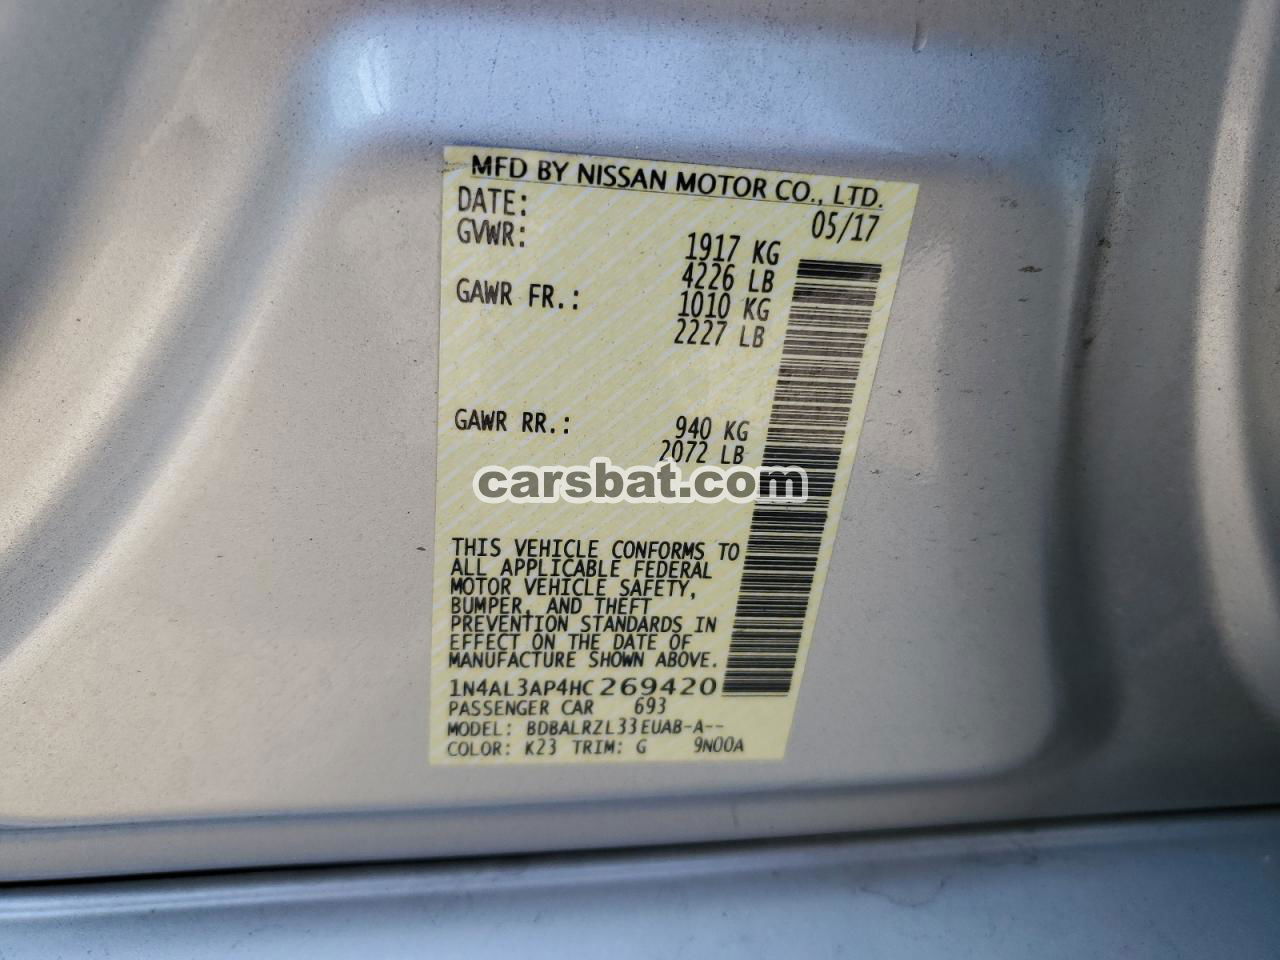 MFD BY NISSAN MOTOR CO., LTD.
DATE: 05/17
GVWR: 1917 KG
4226 LB
GAWR FR.: 1010 KG
2227 LB
GAWR RR.: 940 KG
2072 LB
carsbat.com
THIS VEHICLE CONFORMS TO
ALL APPLICABLE FEDERAL
MOTOR VEHICLE SAFETY,
BUMPER, AND THEFT
PREVENTION STANDARDS IN
EFFECT ON THE DATE OF
MANUFACTURE SHOWN ABOVE.
1N4AL3AP4HC269420
PASSENGER CAR 693
MODEL: BDBALRZL33EUAB-A--
COLOR: K23 TRIM: G 9N00A